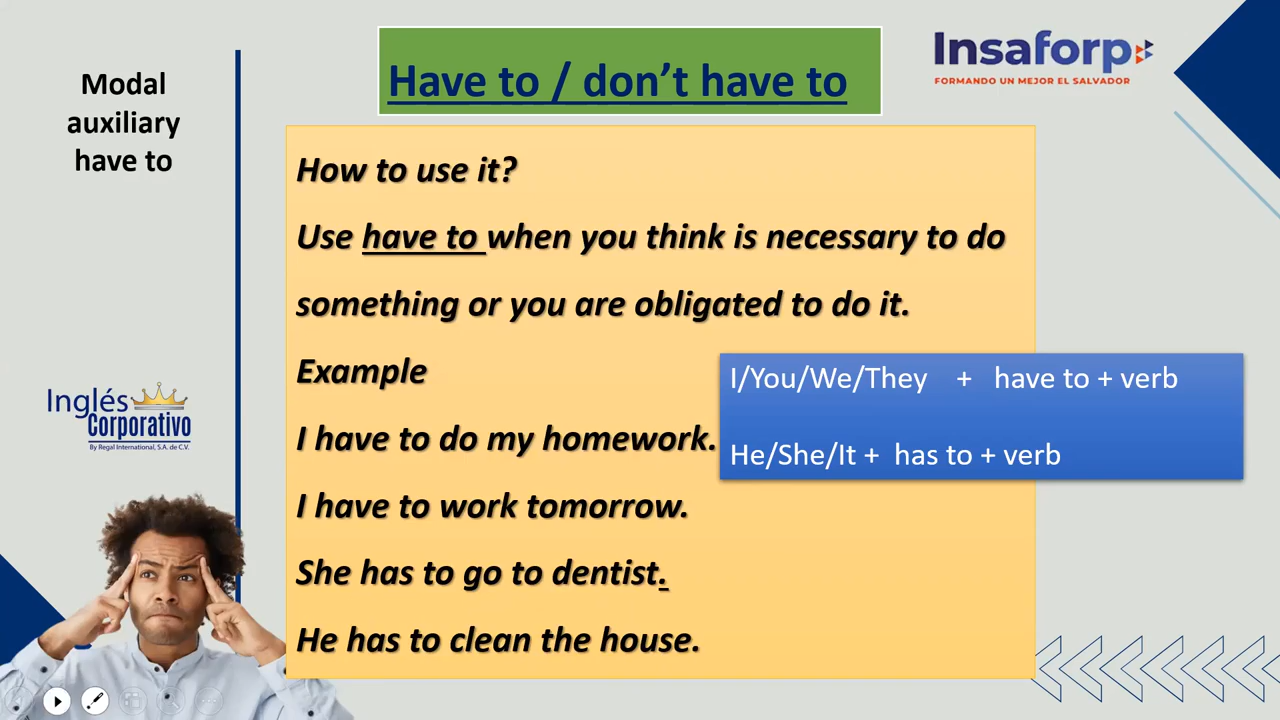 Modal
auxiliary
have to
Have to / don’t have to
Insaforp
FORMANDO UN MEJOR EL SALVADOR
How to use it?
Use have to when you think is necessary to do
something or you are obligated to do it.
Example
I have to do my homework.
I have to work tomorrow.
She has to go to dentist.
He has to clean the house.
I/You/We/They + have to + verb
He/She/It + has to + verb
Inglés
Corporativo
By Regal International, S.A. de C.V.